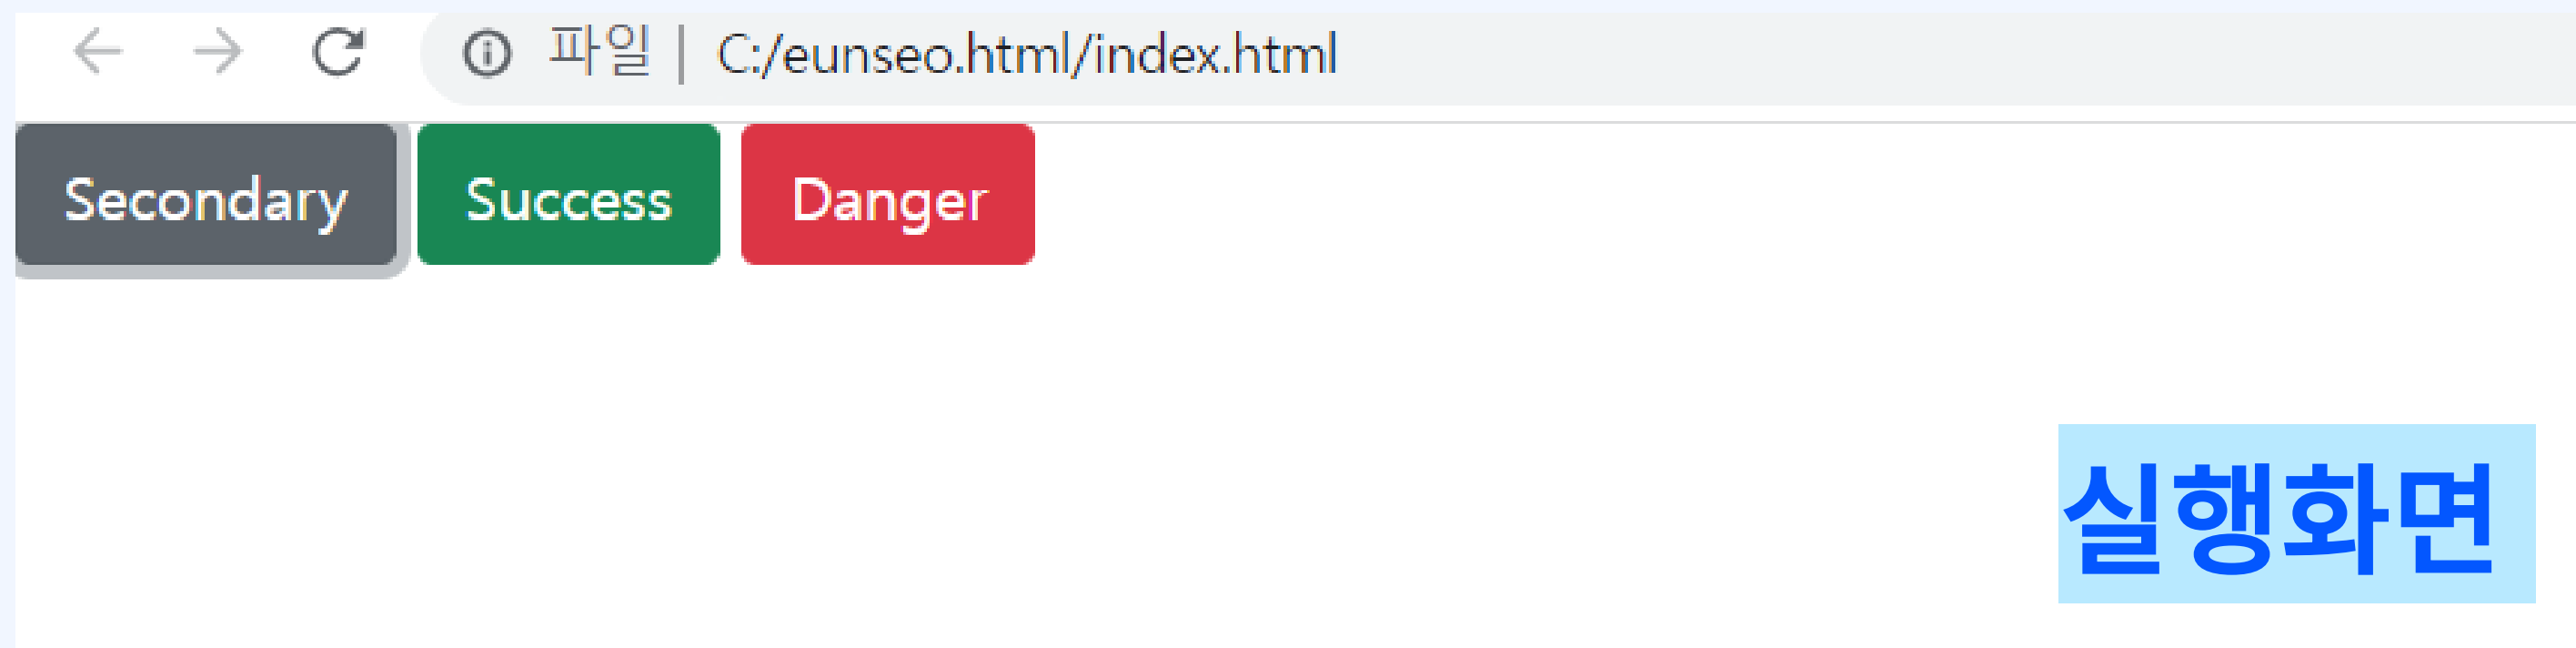 파일 | C:/eunseo.html/index.html
Secondary Success Danger
실행화면